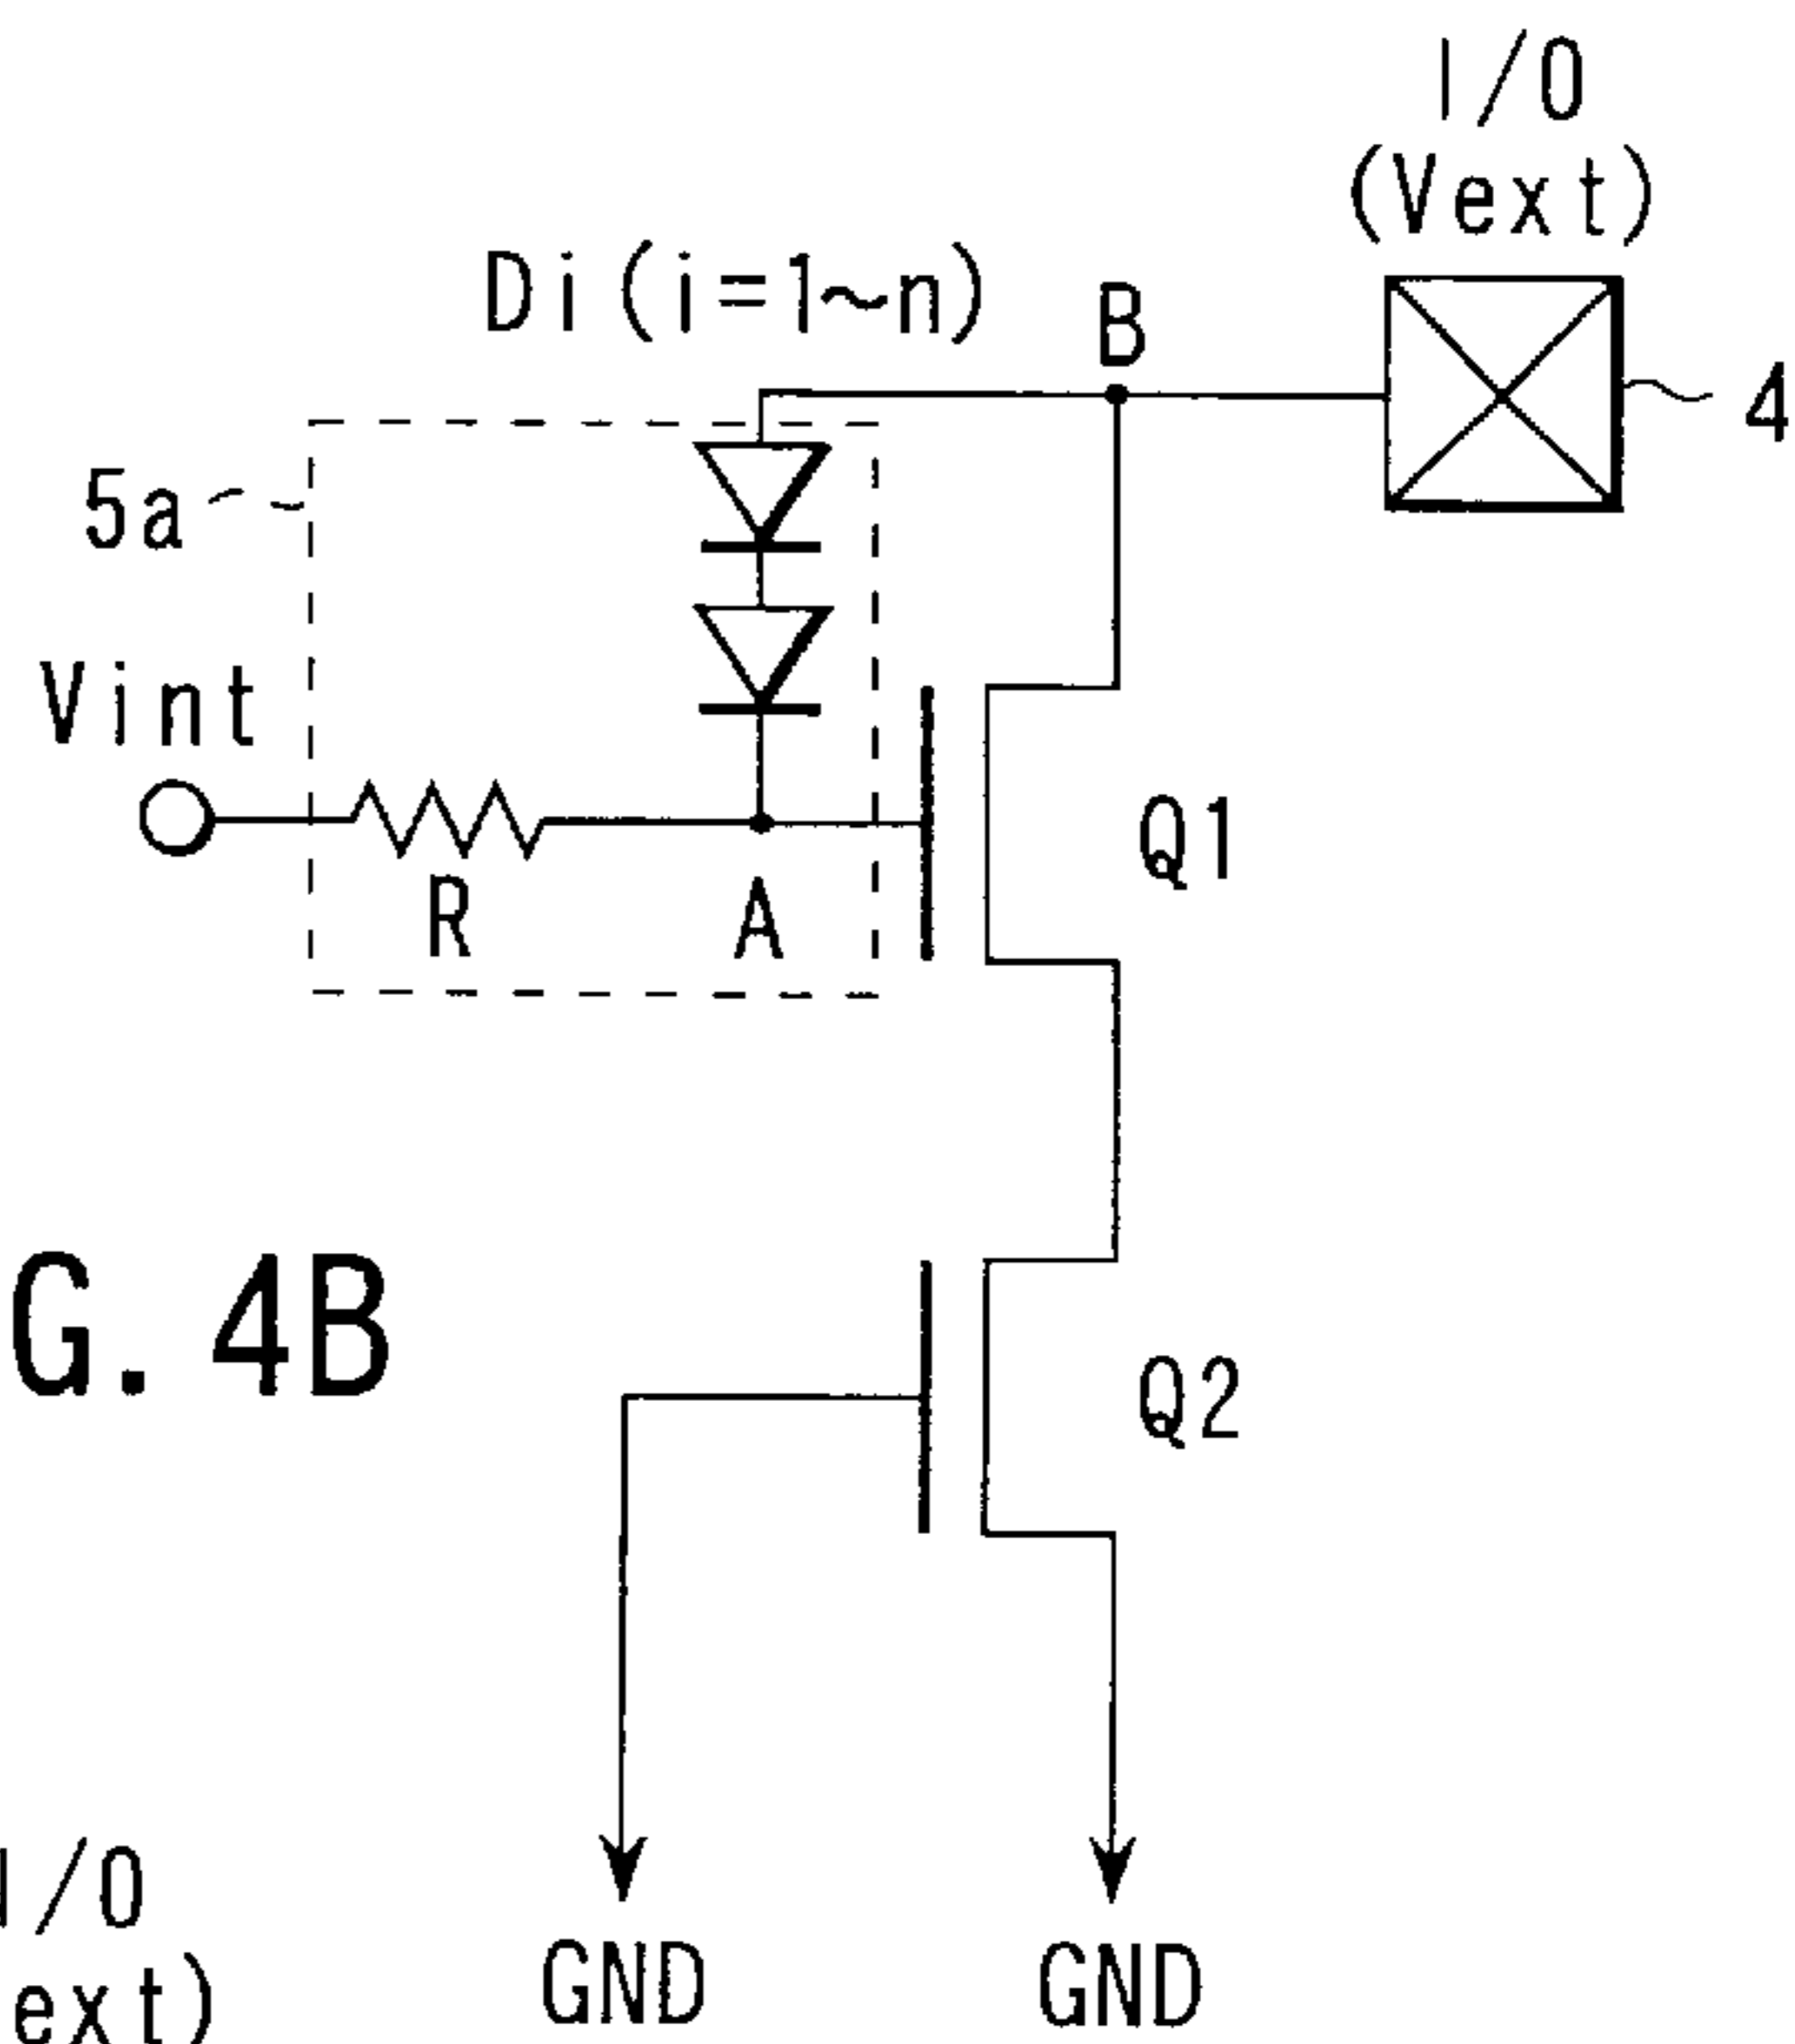 I/O
(Vext)
Di(i=1~n)
B
4
5a
Vint
Q1
R
A
G. 4B
Q2
I/O
ext)
GND
GND